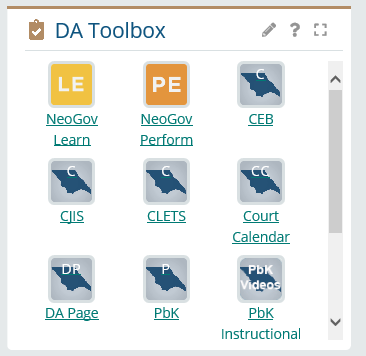 DA Toolbox
?
LE
PE
C
NeoGov
Learn
NeoGov
Perform
CEB
C
C
CC
CJIS
CLETS
Court
Calendar
DP
P
PbK
Videos
DA Page
PbK
PbK
Instructional